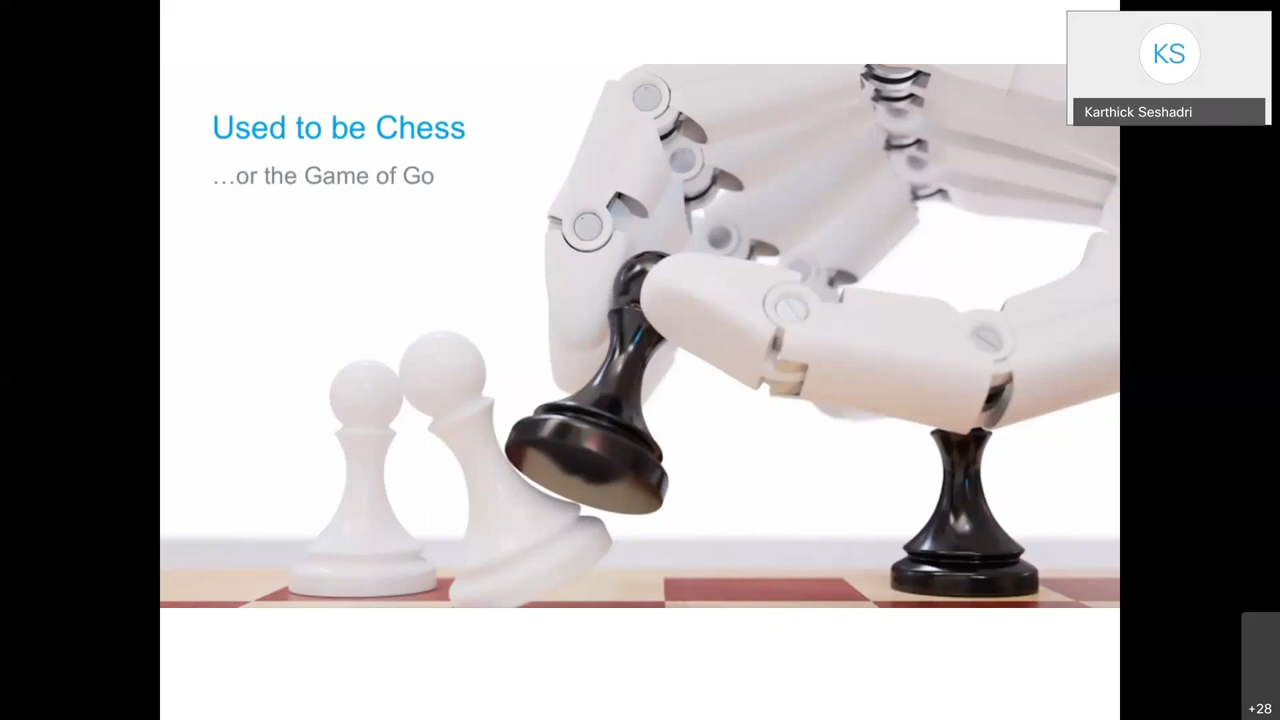 Used to be Chess
…or the Game of Go
KS
Karthick Seshadri
+28